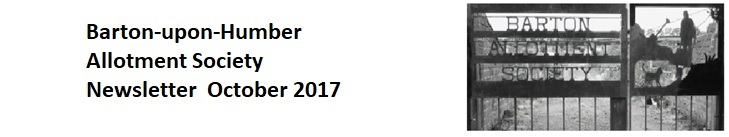 Barton-upon-Humber
Allotment Society
Newsletter October 2017
BARTON
ALLOTMENT
SOCIETY